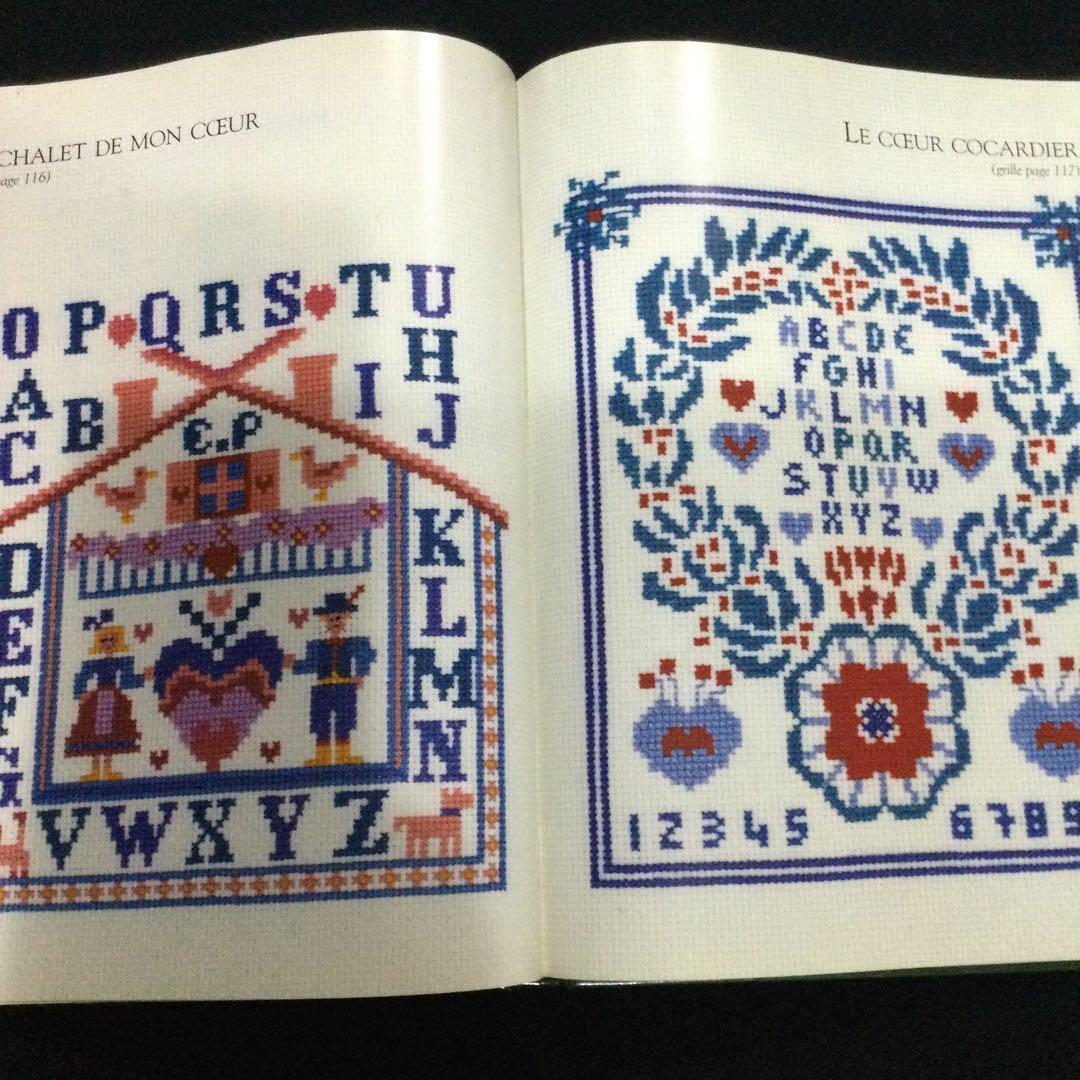 CHALET DE MON CŒUR
page 116)
O P Q R S T U
A B I H
C J
D K
E L
F M
N
V W X Y Z
E.P
LE CŒUR COCARDIER
(grille page 117)
A B C D E
F G H I
J K L M N
O P Q R
S T U V W
X Y Z
1 2 3 4 5 6 7 8 9